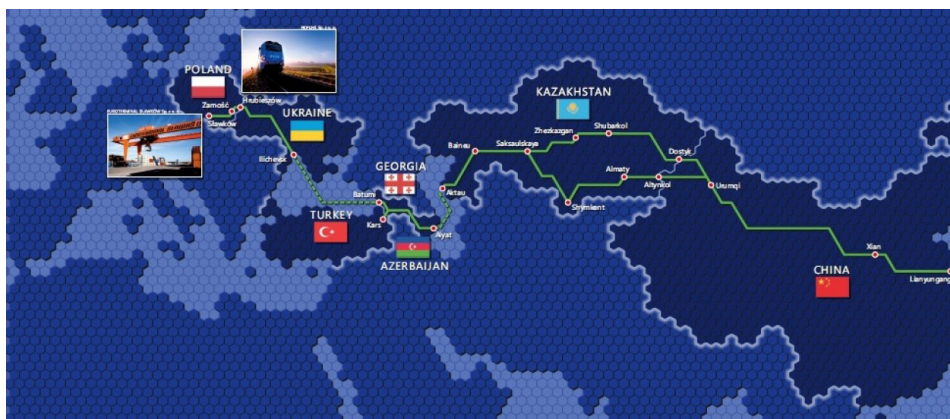 POLAND
Zamość
Hrubieszów
Sławków
UKRAINE
Ilichevsk
GEORGIA
Batumi
TURKEY
Kars
Alyat
AZERBAIJAN
Aktau
Baineu
Saksaulskaya
KAZAKHSTAN
Zhezkazgan
Shubarkol
Dostyk
Almaty
Altynkol
Shymkent
Urumqi
Xian
CHINA
Lianyungang